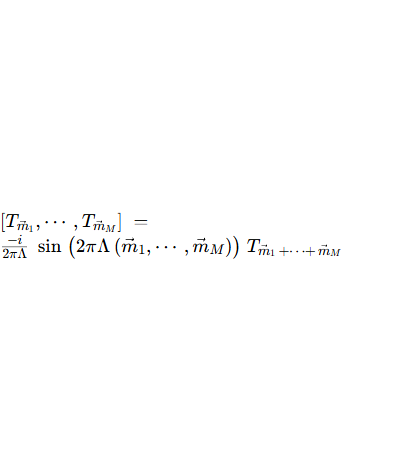 [T_{\vec{m}_1}, \cdots, T_{\vec{m}_M}] =
\frac{-i}{2\pi\Lambda} \sin \left( 2\pi\Lambda \left( \vec{m}_1, \cdots, \vec{m}_M \right) \right) T_{\vec{m}_1 + \cdots + \vec{m}_M}